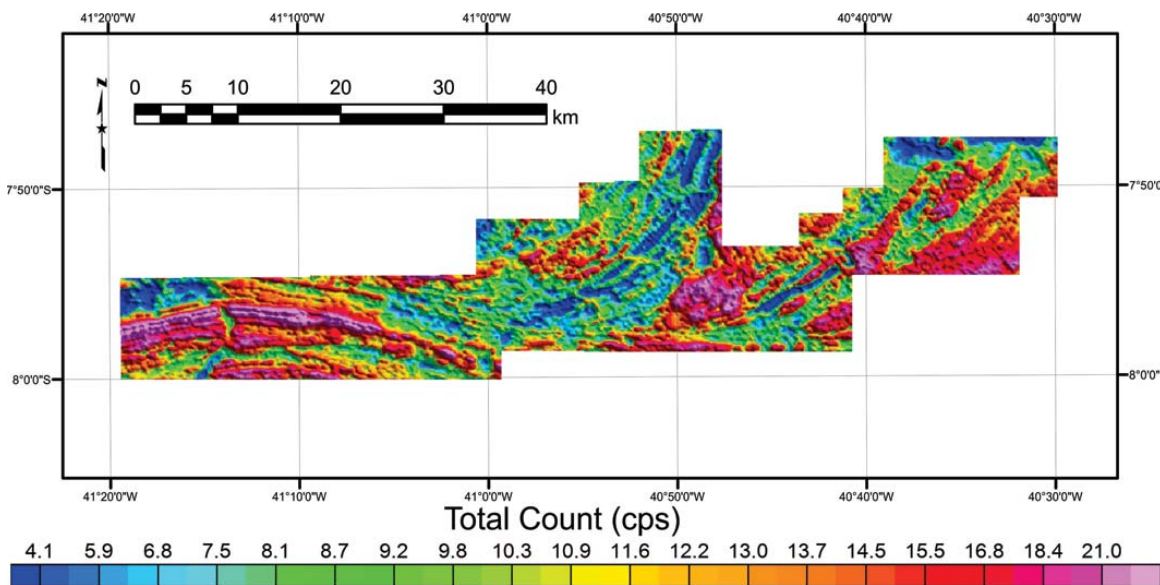 41°20'0"W 41°10'0"W 41°0'0"W 40°50'0"W 40°40'0"W 40°30'0"W
N
0 5 10 20 30 40
km
7°50'0"S 7°50'0"S
8°0'0"S 8°0'0"S
41°20'0"W 41°10'0"W 41°0'0"W 40°50'0"W 40°40'0"W 40°30'0"W
Total Count (cps)
4.1 5.9 6.8 7.5 8.1 8.7 9.2 9.8 10.3 10.9 11.6 12.2 13.0 13.7 14.5 15.5 16.8 18.4 21.0